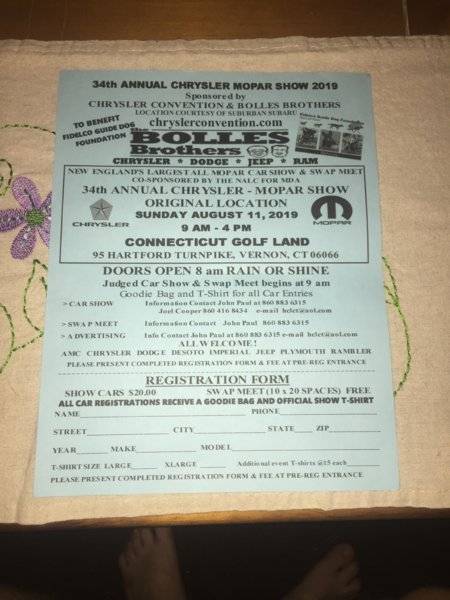 34th ANNUAL CHRYSLER MOPAR SHOW 2019
Sponsored by
CHRYSLER CONVENTION & BOLLES BROTHERS
LOCATION COURTESY OF SUBURBAN SUBARU
chryslerconvention.com
TO BENEFIT
FIDELCO GUIDE DOG
FOUNDATION
the BOLLES
Brothers
CHRYSLER * DODGE * JEEP * RAM
NEW ENGLAND'S LARGEST ALL MOPAR CAR SHOW & SWAP MEET
CO-SPONSORED BY THE NALC FOR MDA
34th ANNUAL CHRYSLER - MOPAR SHOW
ORIGINAL LOCATION
SUNDAY AUGUST 11, 2019
9 AM - 4 PM
CHRYSLER
MOPAR
CONNECTICUT GOLF LAND
95 HARTFORD TURNPIKE, VERNON, CT 06066
DOORS OPEN 8 am RAIN OR SHINE
Judged Car Show & Swap Meet begins at 9 am
Goodie Bag and T-Shirt for all Car Entries
> CAR SHOW Information Contact John Paul at 860 883 6315
Joel Cooper 860 416 8434 e-mail hclct@aol.com
> SWAP MEET Information Contact John Paul 860 883 6315
> ADVERTISING Info Contact John Paul at 860 883 6315 e-mail hclct@aol.com
ALL WELCOME!
AMC CHRYSLER DODGE DESOTO IMPERIAL JEEP PLYMOUTH RAMBLER
PLEASE PRESENT COMPLETED REGISTRATION FORM & FEE AT PRE-REG ENTRANCE
REGISTRATION FORM
SHOW CARS $20.00 SWAP MEET (10 x 20 SPACES) FREE
ALL CAR REGISTRATIONS RECEIVE A GOODIE BAG AND OFFICIAL SHOW T-SHIRT
NAME PHONE
STREET CITY STATE ZIP
YEAR MAKE MODEL
T-SHIRT SIZE LARGE XLARGE Additional event T-shirts @15 each
PLEASE PRESENT COMPLETED REGISTRATION FORM & FEE AT PRE-REG ENTRANCE